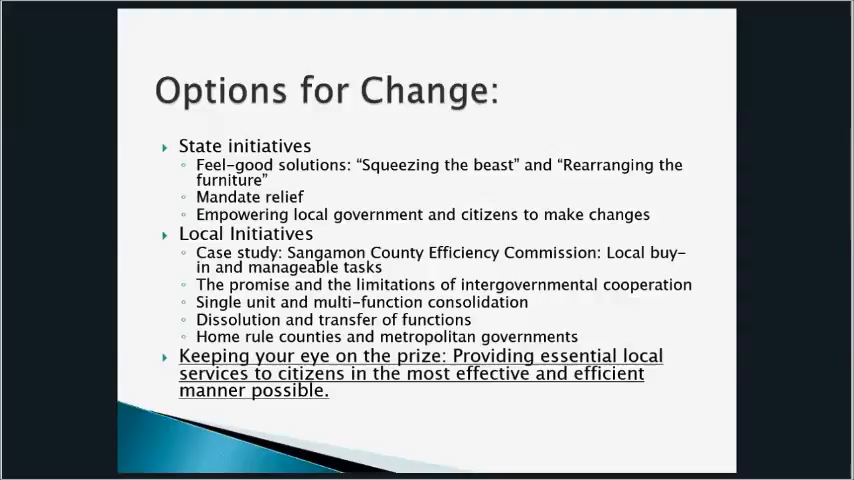 Options for Change:
State initiatives
Feel-good solutions: “Squeezing the beast” and “Rearranging the
furniture”
Mandate relief
Empowering local government and citizens to make changes
Local Initiatives
Case study: Sangamon County Efficiency Commission: Local buy-
in and manageable tasks
The promise and the limitations of intergovernmental cooperation
Single unit and multi-function consolidation
Dissolution and transfer of functions
Home rule counties and metropolitan governments
Keeping your eye on the prize: Providing essential local
services to citizens in the most effective and efficient
manner possible.